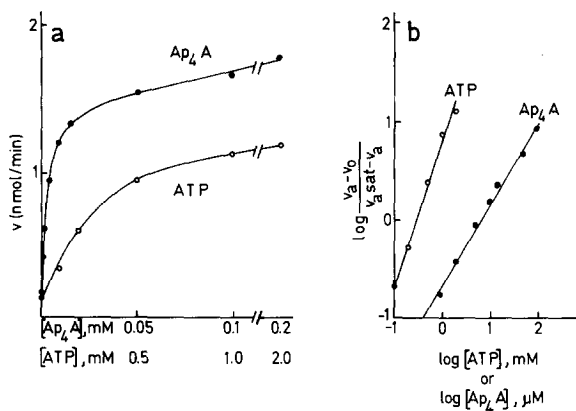 a
2
1
v (nmol/min)
Ap₄A
ATP
[Ap₄A],mM 0.05 0.1 0.2
[ATP],mM 0.5 1.0 2.0
b
2
1
0
-1
log (vₐ-v₀)/(vₐsat-vₐ)
ATP
Ap₄A
-1 0 1 2
log [ATP], mM
or
log [Ap₄A], µM